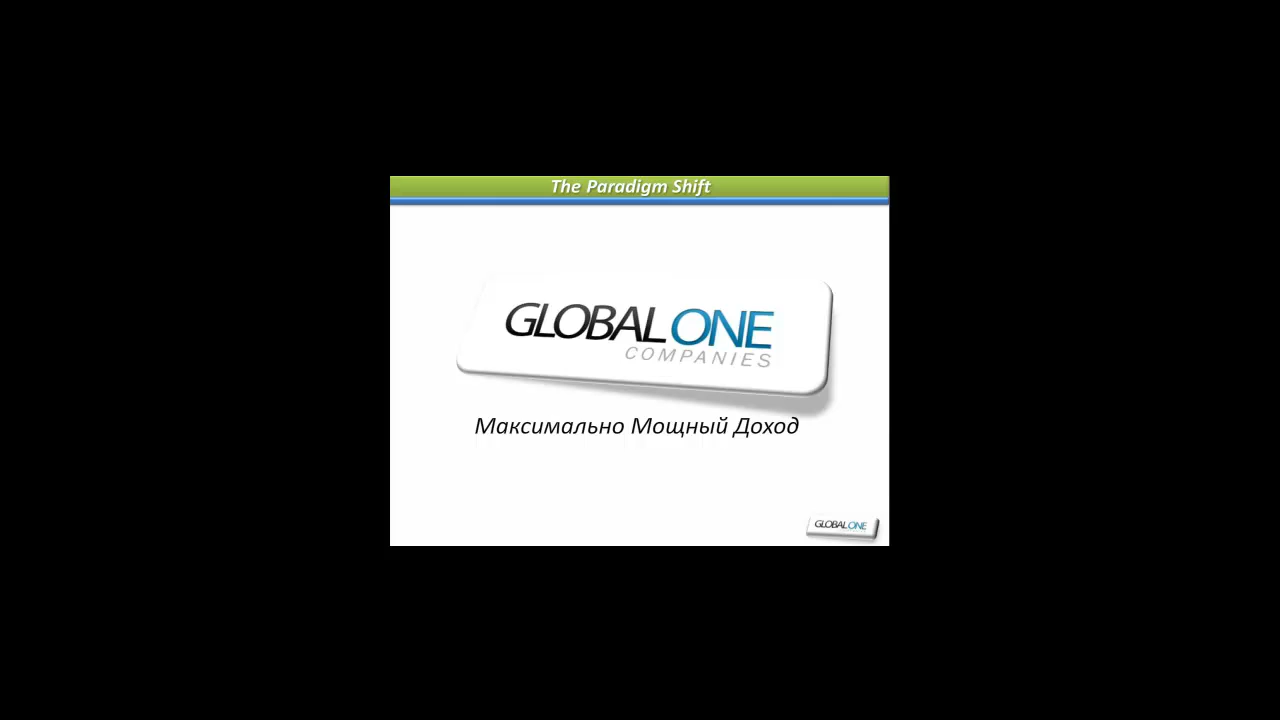 The Paradigm Shift
GLOBAL ONE
COMPANIES
Максимально Мощный Доход
GLOBAL ONE